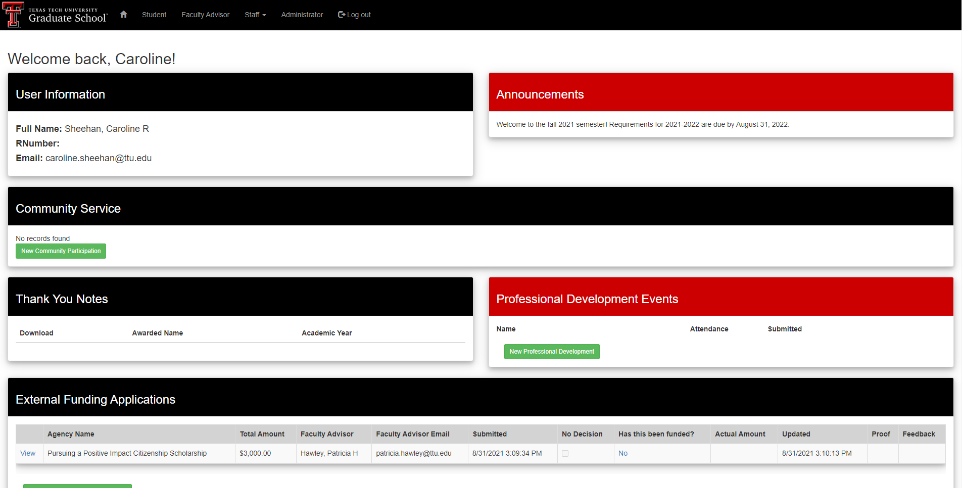 TEXAS TECH UNIVERSITY
Graduate School
Student Faculty Advisor Staff Administrator Log out
Welcome back, Caroline!
User Information
Full Name: Sheehan, Caroline R
RNumber:
Email: caroline.sheehan@ttu.edu
Announcements
Welcome to the fall 2021 semester! Requirements for 2021 2022 are due by August 31, 2022.
Community Service
No records found
New Community Participation
Thank You Notes
Download Awarded Name Academic Year
Professional Development Events
Name Attendance Submitted
New Professional Development
External Funding Applications
Agency Name Total Amount Faculty Advisor Faculty Advisor Email Submitted No Decision Has this been funded? Actual Amount Updated Proof Feedback
View Pursuing a Positive Impact Citizenship Scholarship $3,000.00 Hawley, Patricia H patricia.hawley@ttu.edu 8/31/2021 3:09:34 PM No 8/31/2021 3:10:13 PM